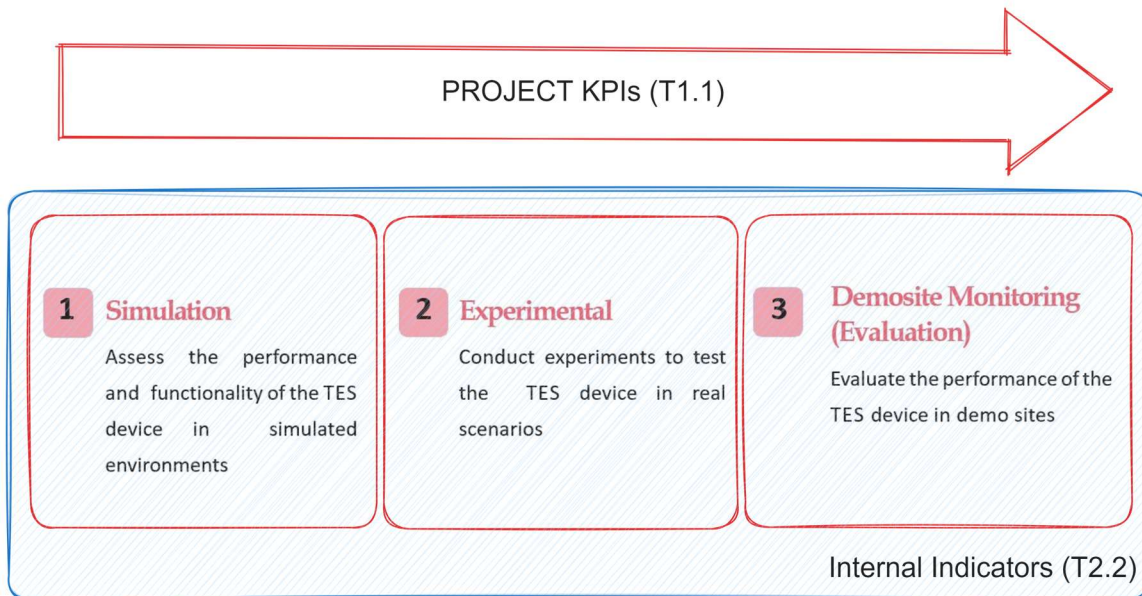 PROJECT KPIs (T1.1)
1 Simulation
Assess the performance
and functionality of the TES
device in simulated
environments
2 Experimental
Conduct experiments to test
the TES device in real
scenarios
3 Demosite Monitoring
(Evaluation)
Evaluate the performance of the
TES device in demo sites
Internal Indicators (T2.2)